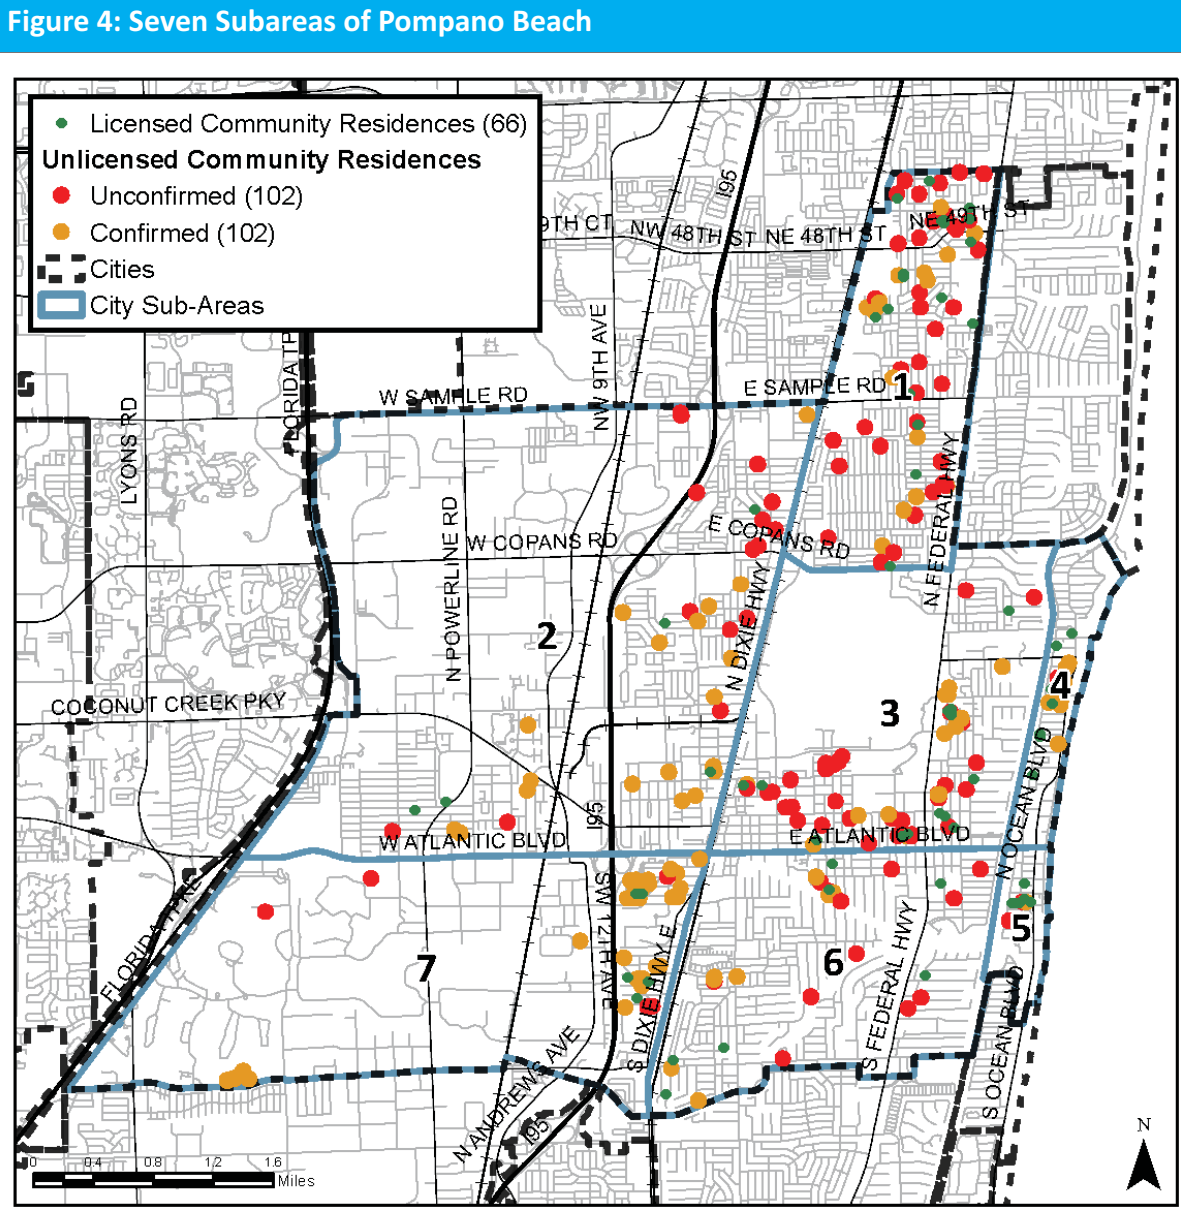 Figure 4: Seven Subareas of Pompano Beach
Licensed Community Residences (66)
Unlicensed Community Residences
Unconfirmed (102)
Confirmed (102)
Cities
City Sub-Areas
I95
NE 49TH ST
9TH CT
NW 48TH ST
NE 48TH ST
NW 9TH AVE
FLORIDA TP
W SAMPLE RD
E SAMPLE RD
1
LYONS RD
N FEDERAL HWY
N POWERLINE RD
W COPANS RD
E COPANS RD
N DIXIE HWY
2
COCONUT CREEK PKY
3
4
N OCEAN BLVD
I95
W ATLANTIC BLVD
E ATLANTIC BLVD
FLORIDA TPKE
SW 12TH AVE
S DIXIE HWY E
S FEDERAL HWY
5
6
7
S OCEAN BLVD
N ANDREWS AVE
I95
N
0 0.4 0.8 1.2 1.6
Miles